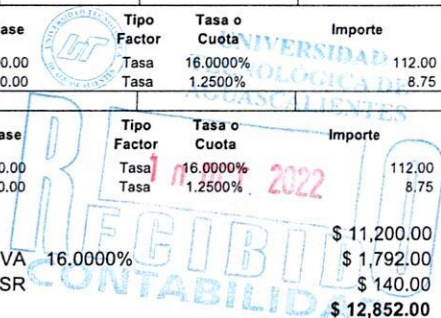 ase Tipo Factor Tasa o Cuota Importe
0.00 Tasa 16.0000% 112.00
0.00 Tasa 1.2500% 8.75
UNIVERSIDAD
TECNOLÓGICA DE
AGUASCALIENTES
ase Tipo Factor Tasa o Cuota Importe
0.00 Tasa 16.0000% 112.00
0.00 Tasa 1.2500% 8.75
2022
RECIBIDO
$ 11,200.00
VA 16.0000% $ 1,792.00
SR $ 140.00
CONTABILIDAD
$ 12,852.00